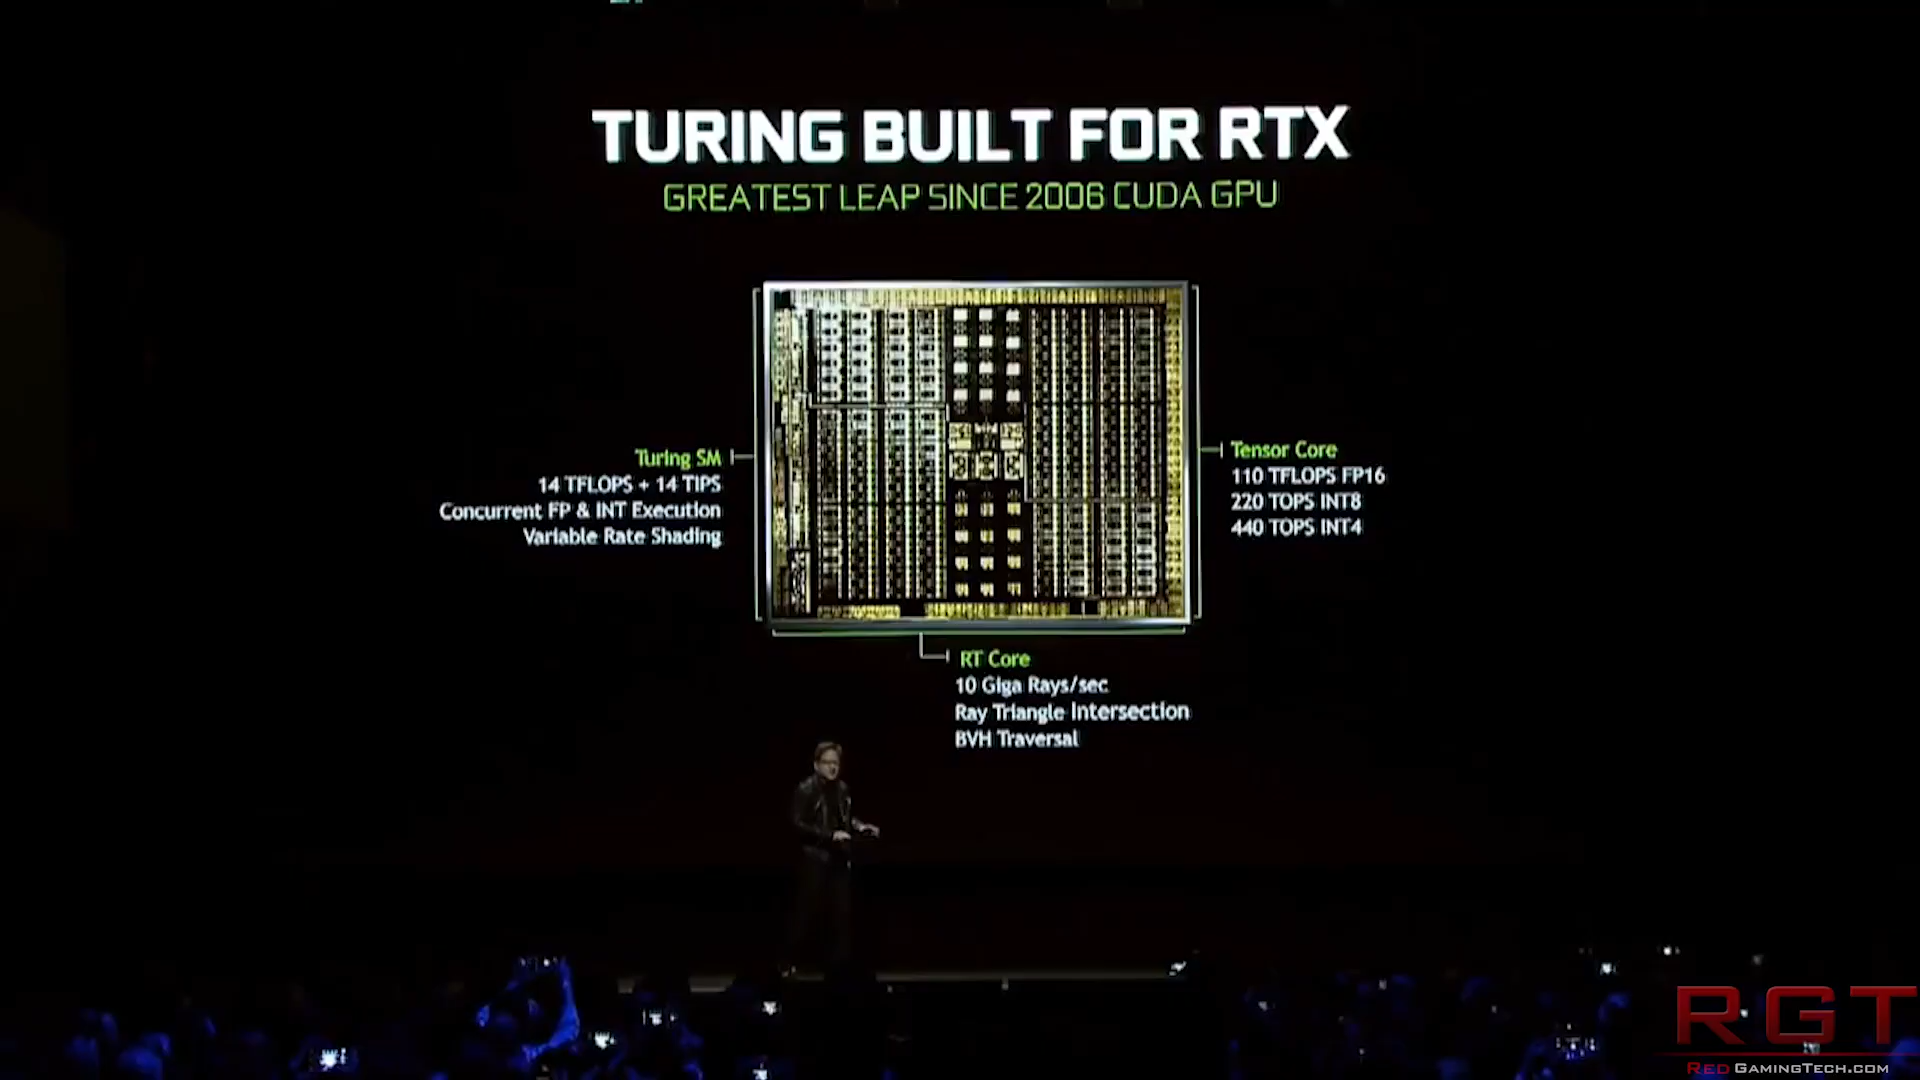 TURING BUILT FOR RTX
GREATEST LEAP SINCE 2006 CUDA GPU
Turing SM
14 TFLOPS + 14 TIPS
Concurrent FP & INT Execution
Variable Rate Shading
Tensor Core
110 TFLOPS FP16
220 TOPS INT8
440 TOPS INT4
RT Core
10 Giga Rays/sec
Ray Triangle Intersection
BVH Traversal
RGT
REDGAMINGTECH.COM